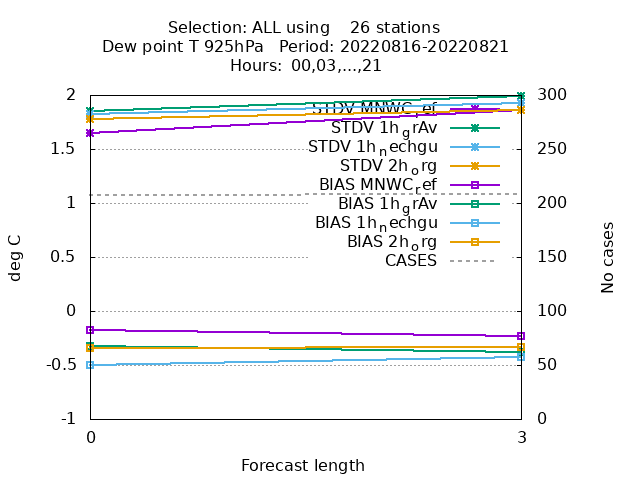 Selection: ALL using 26 stations
Dew point T 925hPa Period: 20220816-20220821
Hours: 00,03,...,21
2 300
STDV MNWC_ref
STDV 1h_grAv
1.5 STDV 1h_nechgu 250
STDV 2h_org
BIAS MNWC_ref
1 BIAS 1h_grAv 200
BIAS 1h_nechgu
BIAS 2h_org
0.5 CASES 150
0 100
-0.5 50
-1 0
0 3
deg C
No cases
Forecast length